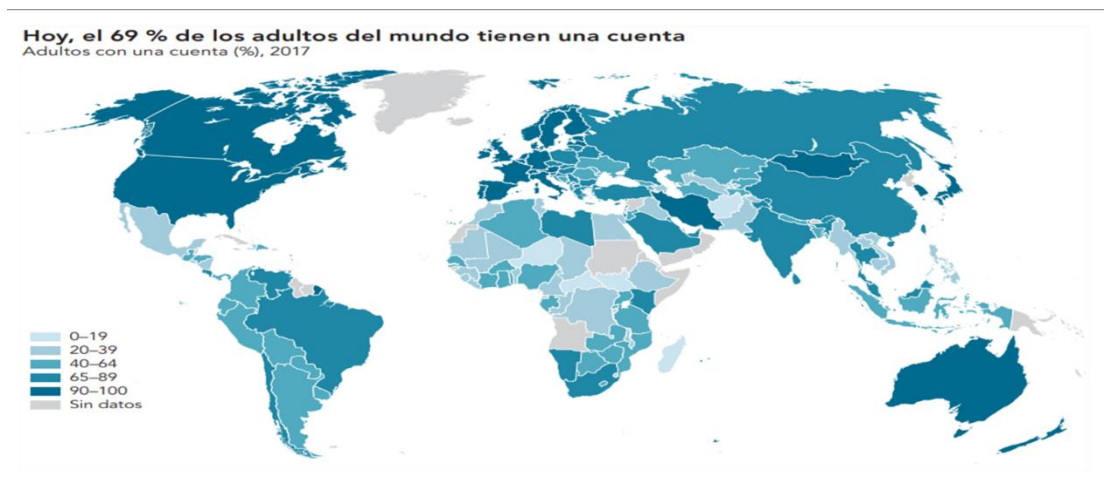 Hoy, el 69 % de los adultos del mundo tienen una cuenta
Adultos con una cuenta (%), 2017
0–19
20–39
40–64
65–89
90–100
Sin datos